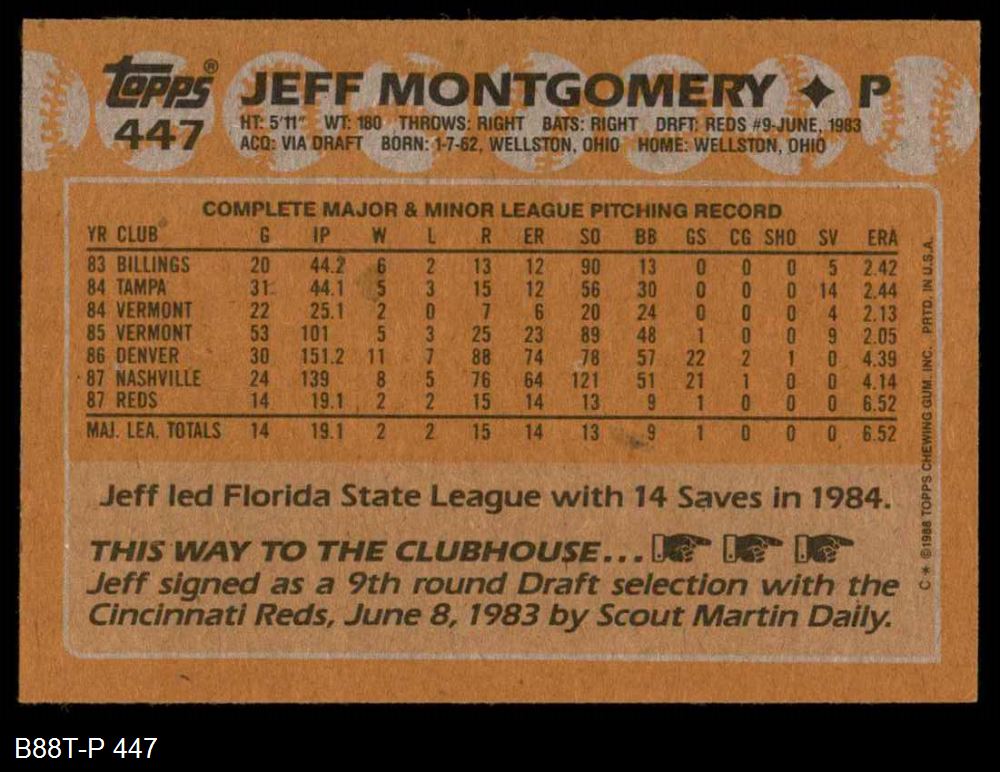 Topps® JEFF MONTGOMERY ✦ P
447
HT: 5'11" WT: 180 THROWS: RIGHT BATS: RIGHT DRFT: REDS #9-JUNE, 1983
ACQ: VIA DRAFT BORN: 1-7-62, WELLSTON, OHIO HOME: WELLSTON, OHIO
COMPLETE MAJOR & MINOR LEAGUE PITCHING RECORD
YR CLUB G IP W L R ER SO BB GS CG SHO SV ERA
83 BILLINGS 20 44.2 6 2 13 12 90 13 0 0 0 5 2.42
84 TAMPA 31 44.1 5 3 15 12 56 30 0 0 0 14 2.44
84 VERMONT 22 25.1 2 0 7 6 20 24 0 0 0 4 2.13
85 VERMONT 53 101 5 3 25 23 89 48 1 0 0 9 2.05
86 DENVER 30 151.2 11 7 88 74 78 57 22 2 1 0 4.39
87 NASHVILLE 24 139 8 5 76 64 121 51 21 1 0 0 4.14
87 REDS 14 19.1 2 2 15 14 13 9 1 0 0 0 6.52
MAJ. LEA. TOTALS 14 19.1 2 2 15 14 13 9 1 0 0 0 6.52
Jeff led Florida State League with 14 Saves in 1984.
THIS WAY TO THE CLUBHOUSE...
Jeff signed as a 9th round Draft selection with the
Cincinnati Reds, June 8, 1983 by Scout Martin Daily.
C * ©1988 TOPPS CHEWING GUM, INC. PRTD. IN U.S.A.
B88T-P 447